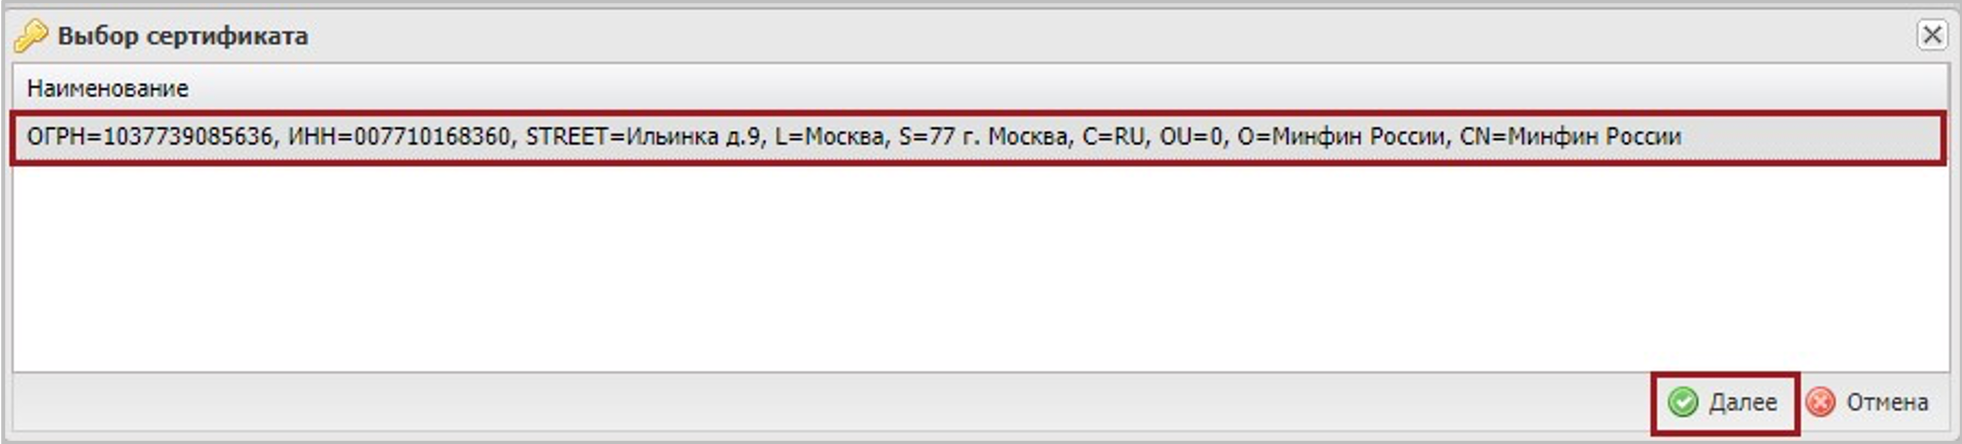 Выбор сертификата
Наименование
ОГРН=1037739085636, ИНН=007710168360, STREET=Ильинка д.9, L=Москва, S=77 г. Москва, C=RU, OU=0, O=Минфин России, CN=Минфин России
Далее Отмена